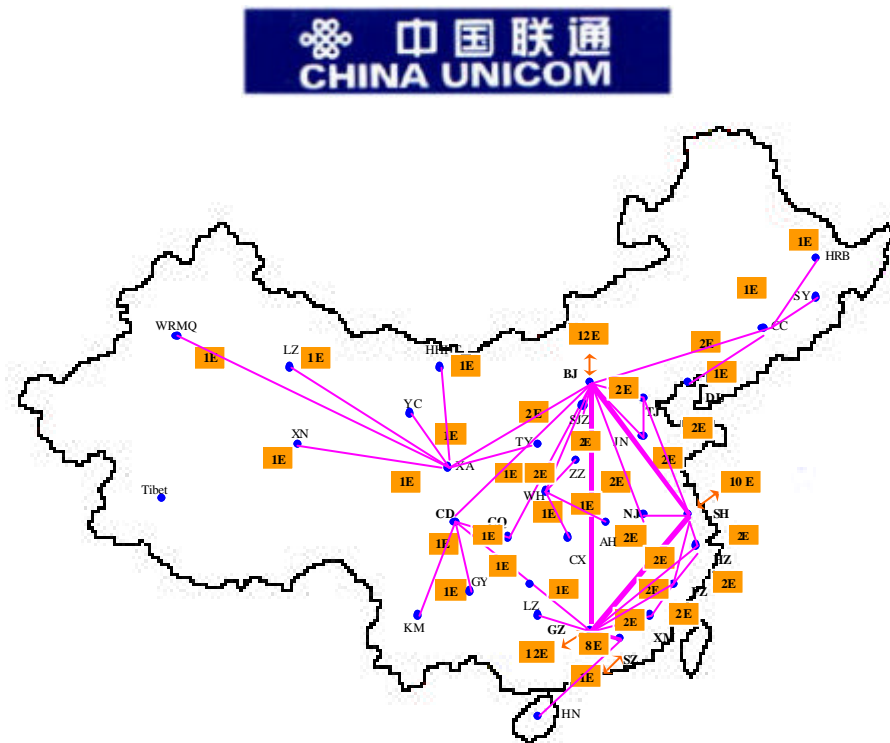 中国联通
CHINA UNICOM
1E
HRB
1E
SY
WRMQ
CC
12E
LZ
2E
1E
1E
HHH
1E
BJ
2E
1E
DL
YC
TJ
SJZ
2E
2E
XN
1E
TY
2E
JN
1E
XA
ZZ
2E
1E
1E
2E
2E
10E
Tibet
WH
1E
CD
CQ
1E
NJ
SH
1E
AH
2E
2E
1E
CX
HZ
1E
2E
GY
1E
1E
2E
FZ
2E
LZ
2E
2E
KM
GZ
XM
12E
8E
SZ
1E
HN